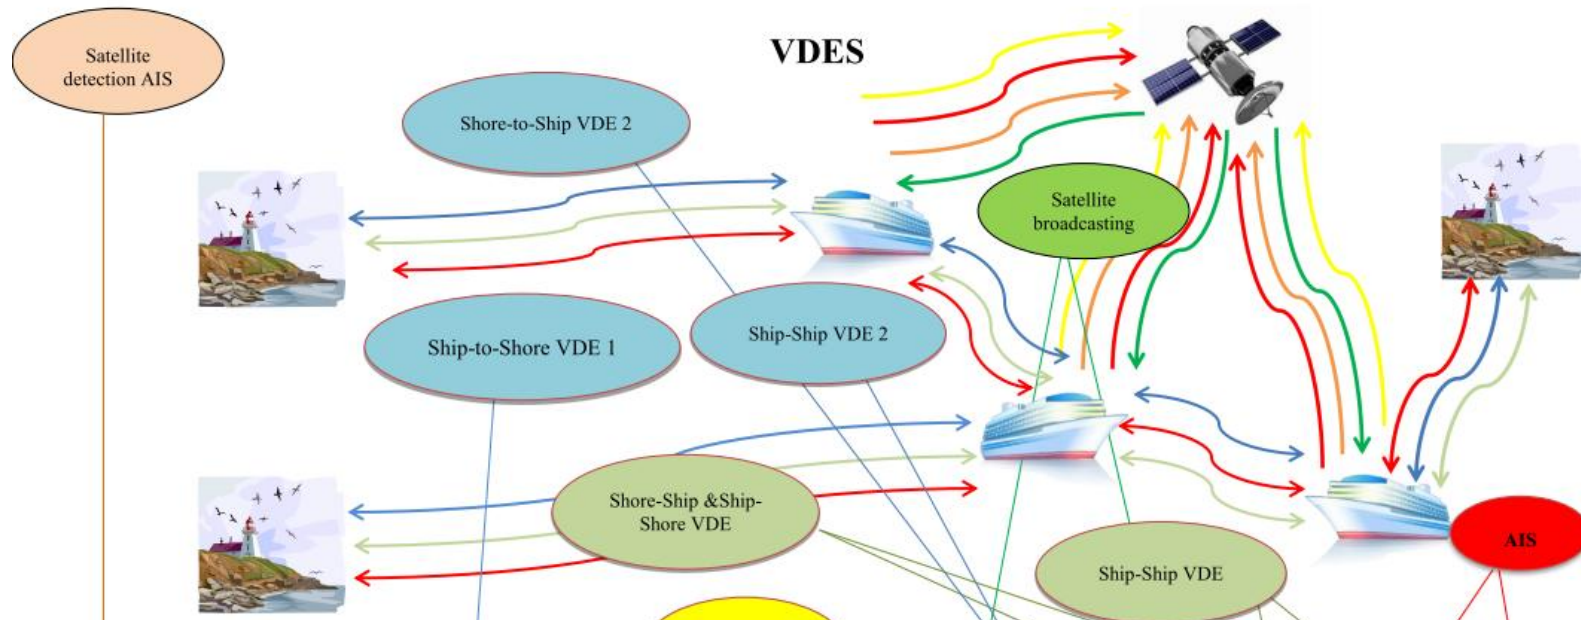 VDES
Satellite
detection AIS
Shore-to-Ship VDE 2
Satellite
broadcasting
Ship-to-Shore VDE 1
Ship-Ship VDE 2
Shore-Ship &Ship-
Shore VDE
Ship-Ship VDE
AIS